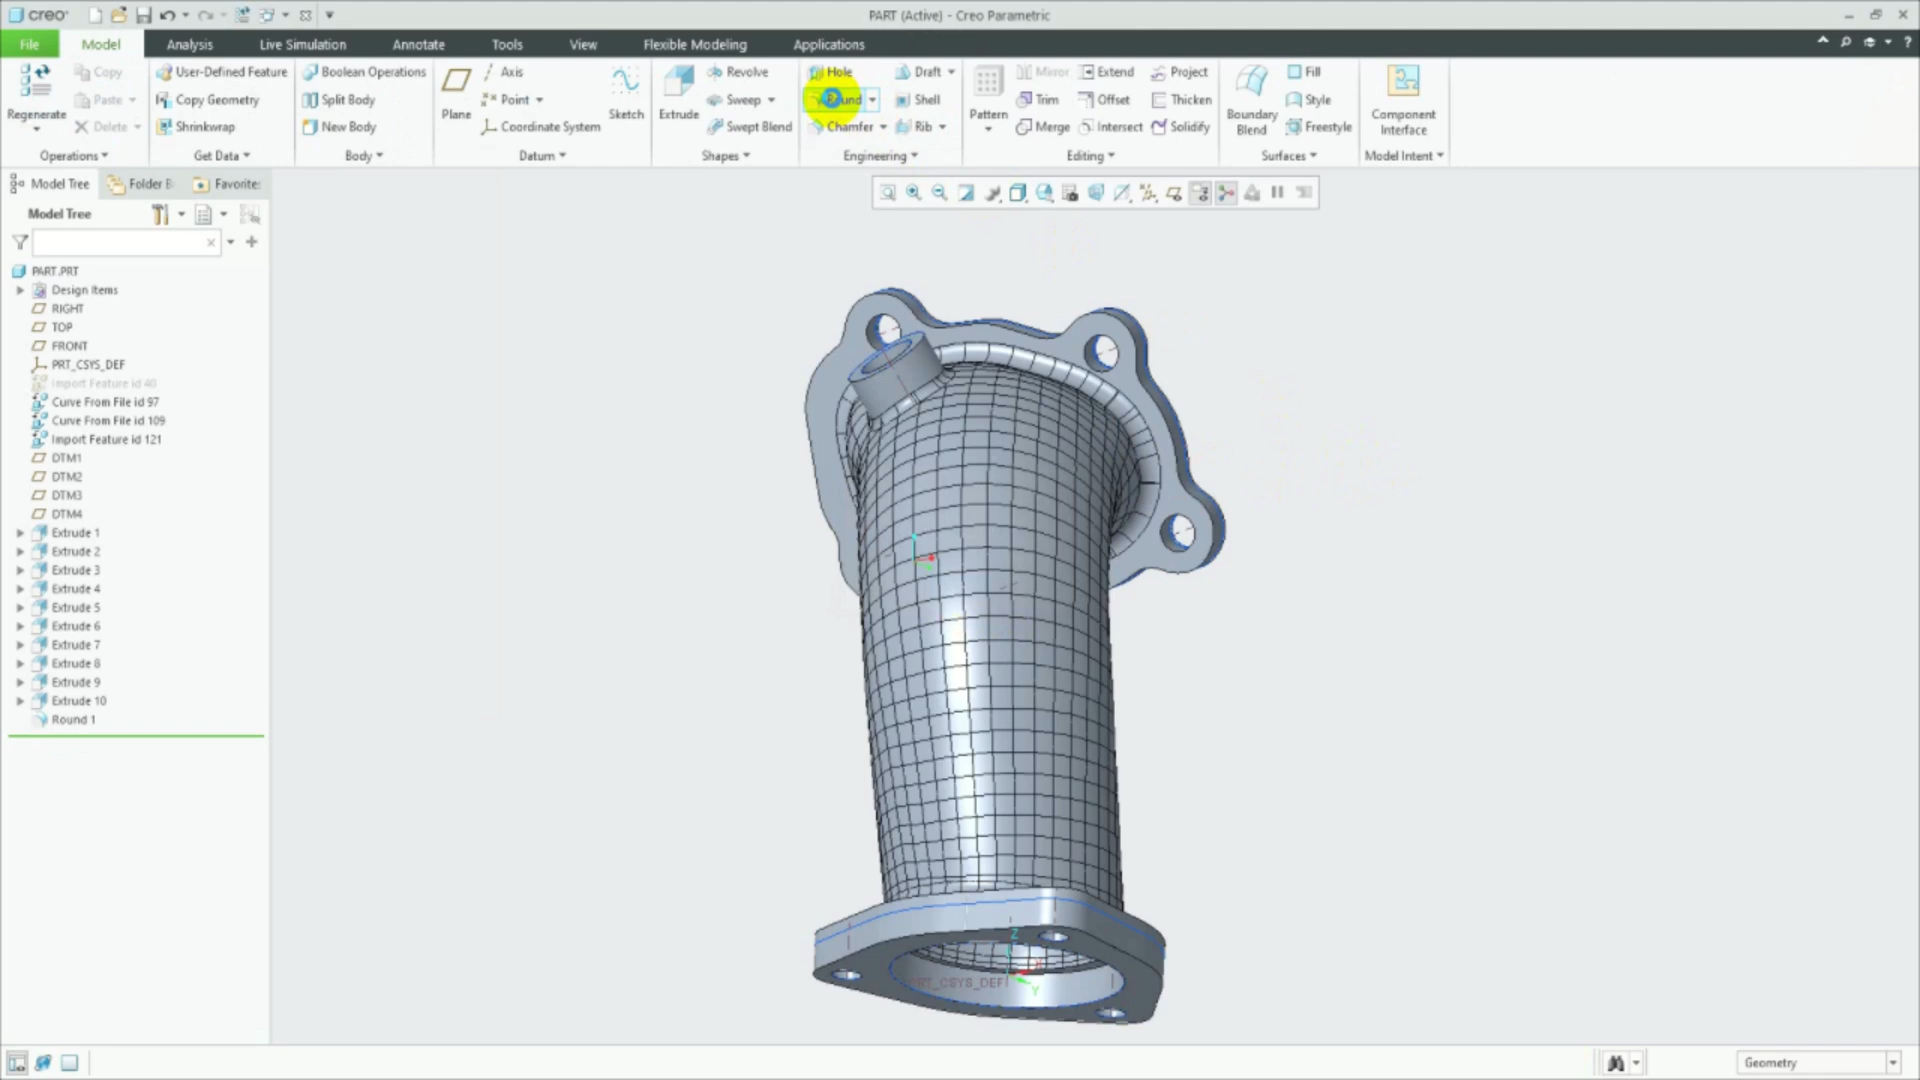 creo
PART (Active) - Creo Parametric
File Model Analysis Live Simulation Annotate Tools View Flexible Modeling Applications
Regenerate
Copy
Paste
Delete
Operations
User-Defined Feature
Copy Geometry
Shrinkwrap
Get Data
Boolean Operations
Split Body
New Body
Body
Plane
Axis
Point
Coordinate System
Sketch
Datum
Extrude
Revolve
Sweep
Swept Blend
Shapes
Hole
Round
Chamfer
Draft
Shell
Rib
Engineering
Pattern
Mirror
Trim
Merge
Extend
Offset
Intersect
Project
Thicken
Solidify
Editing
Boundary
Blend
Fill
Style
Freestyle
Surfaces
Component
Interface
Model Intent
Model Tree Folder B Favorite:
Model Tree
PART.PRT
Design Items
RIGHT
TOP
FRONT
PRT_CSYS_DEF
Import Feature id 40
Curve From File id 97
Curve From File id 109
Import Feature id 121
DTM1
DTM2
DTM3
DTM4
Extrude 1
Extrude 2
Extrude 3
Extrude 4
Extrude 5
Extrude 6
Extrude 7
Extrude 8
Extrude 9
Extrude 10
Round 1
Z
X
PRT_CSYS_DEF
Y
Geometry